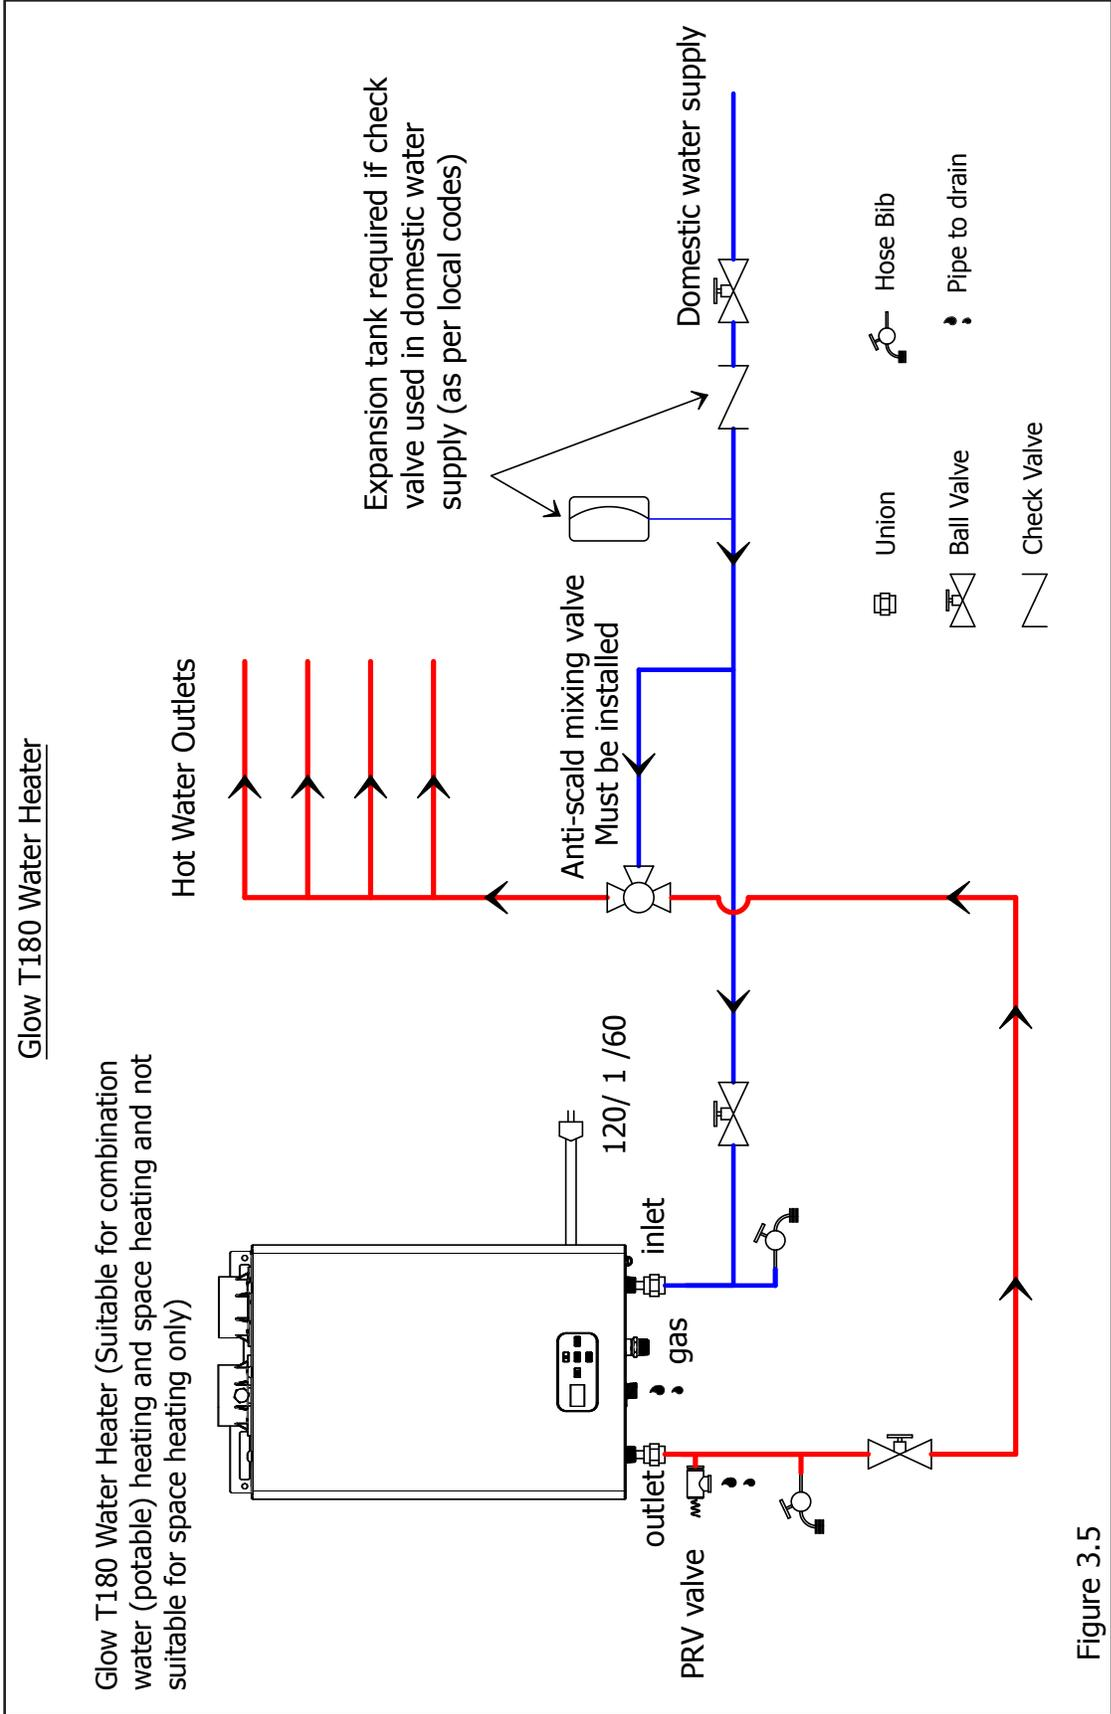 Glow T180 Water Heater
Glow T180 Water Heater (Suitable for combination
water (potable) heating and space heating and not
suitable for space heating only)
Hot Water Outlets
Expansion tank required if check
valve used in domestic water
supply (as per local codes)
Anti-scald mixing valve
Must be installed
120/ 1 /60
Domestic water supply
outlet
gas
inlet
PRV valve
Union
Hose Bib
Ball Valve
Pipe to drain
Check Valve
Figure 3.5